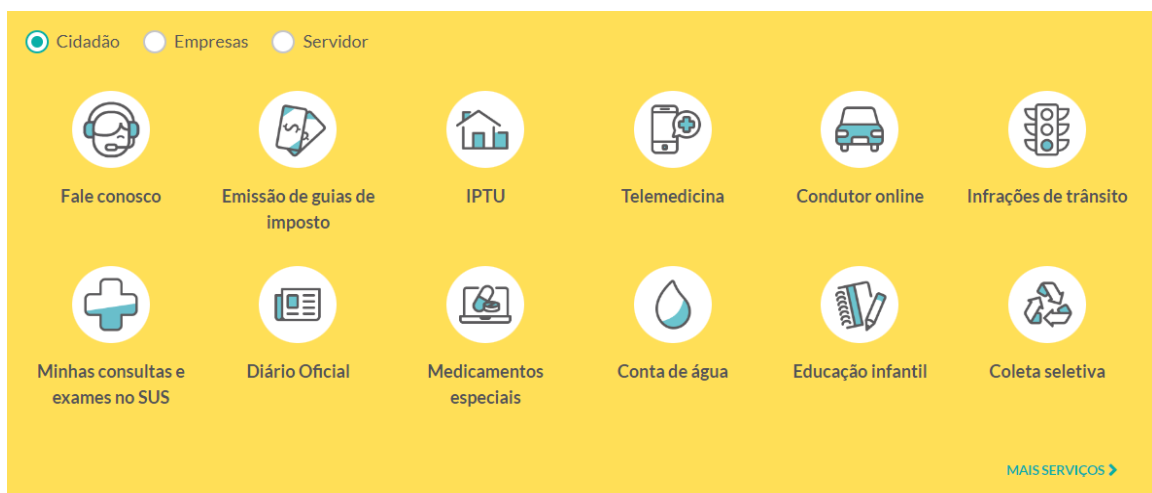 Cidadão Empresas Servidor
Fale conosco
Emissão de guias de
imposto
IPTU
Telemedicina
Condutor online
Infrações de trânsito
Minhas consultas e
exames no SUS
Diário Oficial
Medicamentos
especiais
Conta de água
Educação infantil
Coleta seletiva
MAIS SERVIÇOS